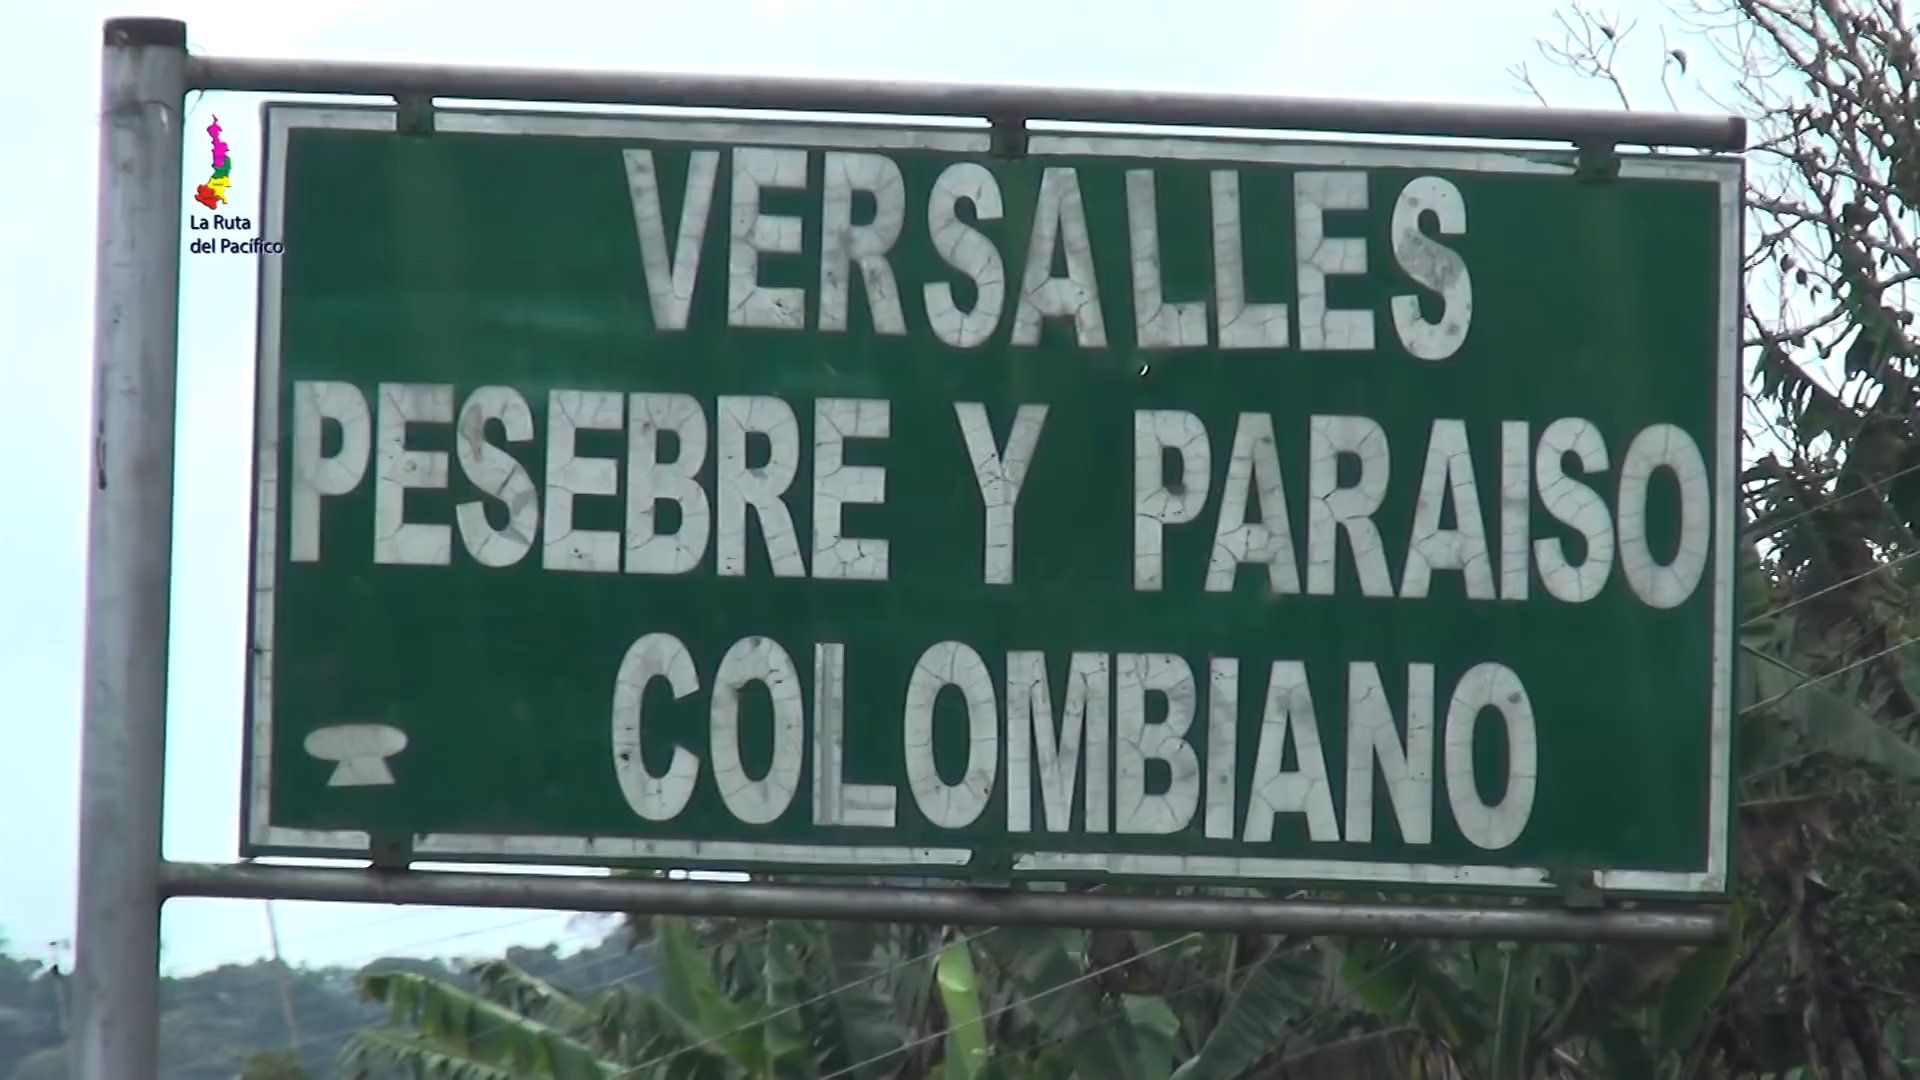 La Ruta
del Pacífico
VERSALLES
PESEBRE Y PARAISO
COLOMBIANO